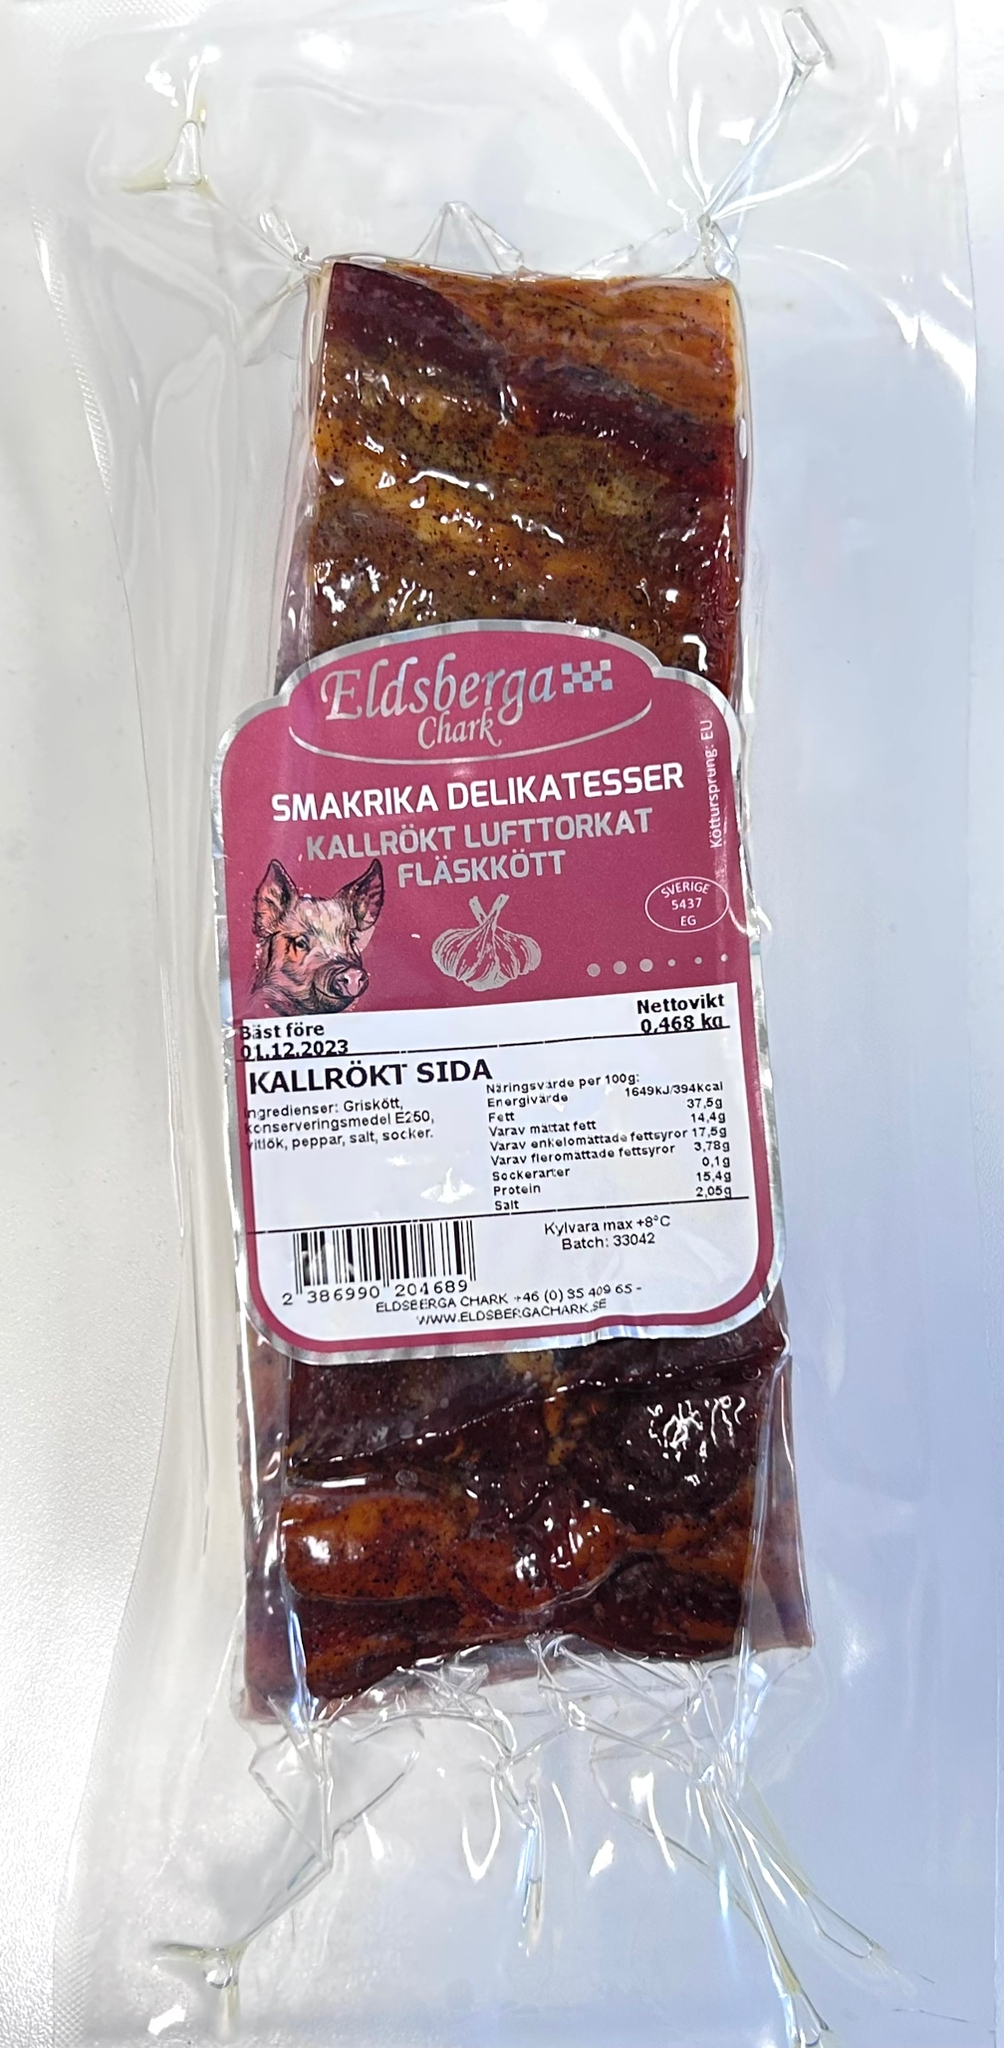 Eldsberga
Chark
SMAKRIKA DELIKATESSER
KALLRÖKT LUFTTORKAT
FLÄSKKÖTT
Köttursprung: EU
SVERIGE
5437
EG
Bäst före
01.12.2023
Nettovikt
0,468 kg
KALLRÖKT SIDA
Ingredienser: Griskött,
konserveringsmedel E250,
vitlök, peppar, salt, socker.
Näringsvärde per 100g:
Energivärde 1649kJ/394kcal
Fett 37,5g
Varav mättat fett 14,4g
Varav enkelomättade fettsyror 17,5g
Varav fleromättade fettsyror 3,78g
Sockerarter 0,1g
Protein 15,4g
Salt 2,05g
Kylvara max +8°C
Batch: 33042
2 386990 204689
ELDSBERGA CHARK +46 (0) 35 409 65 -
WWW.ELDSBERGACHARK.SE